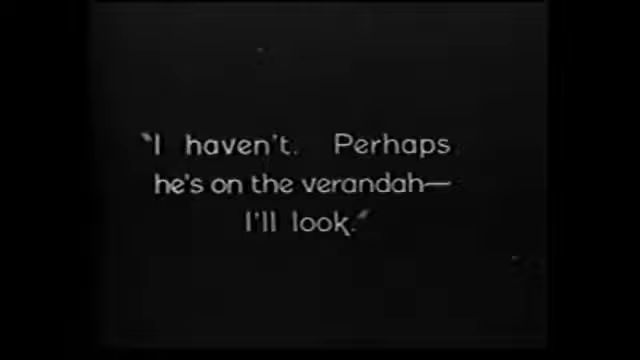 "I haven't. Perhaps
he's on the verandah—
I'll look."